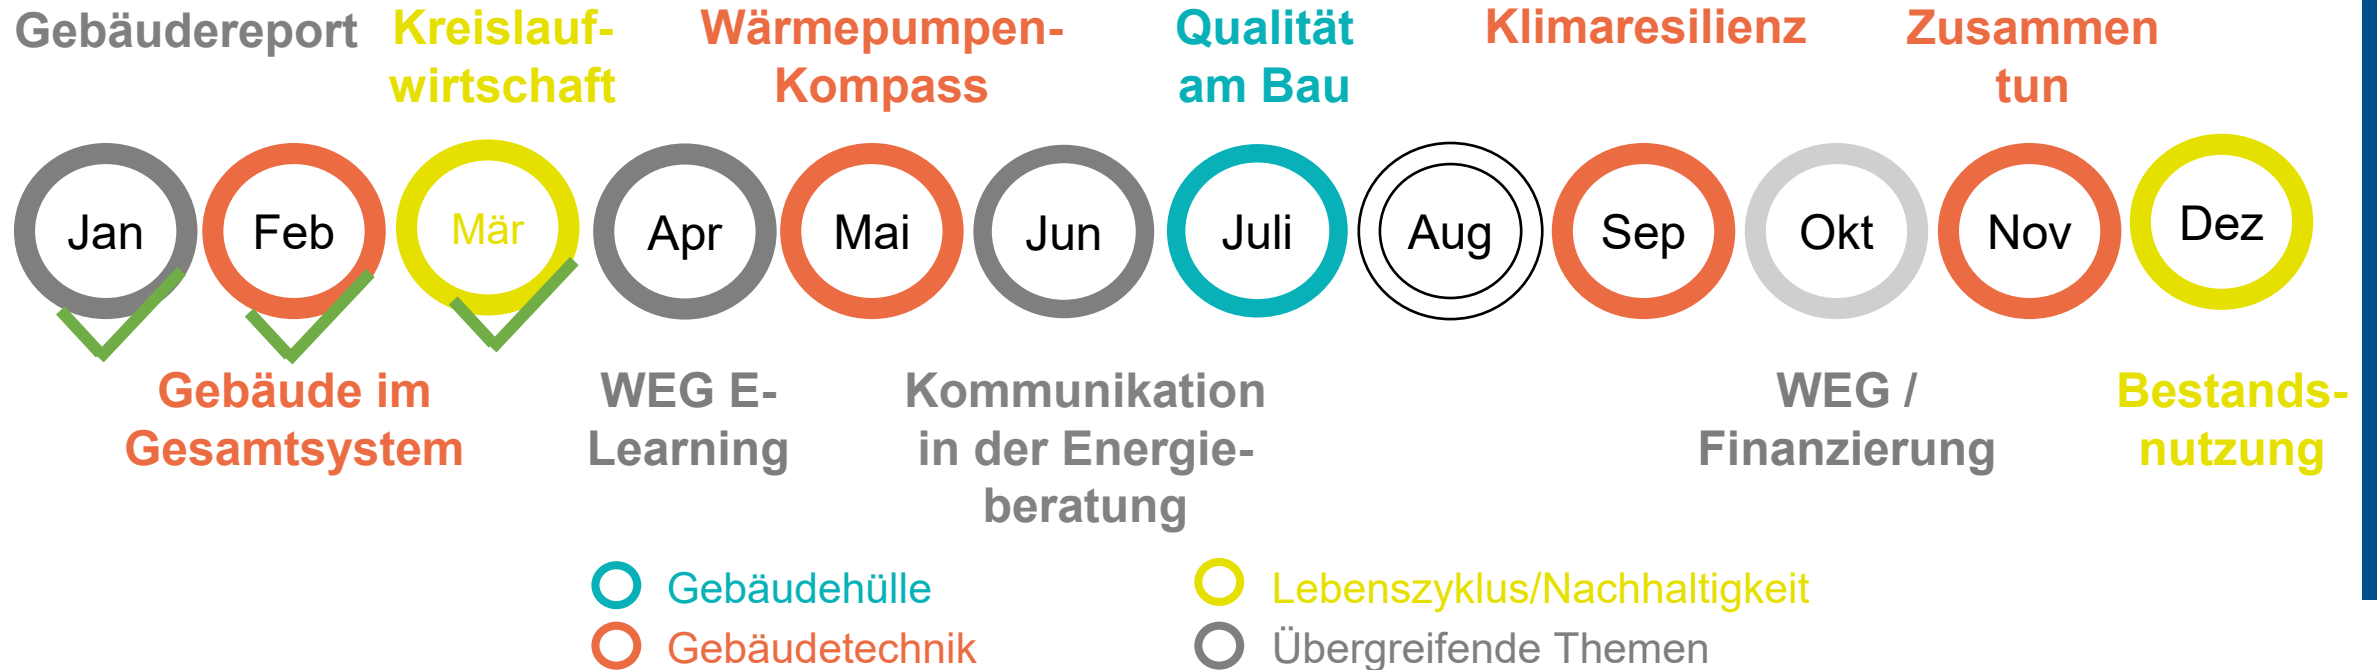 Gebäudereport
Kreislauf-
wirtschaft
Wärmepumpen-
Kompass
Qualität
am Bau
Klimaresilienz
Zusammen
tun
Jan
Feb
Mär
Apr
Mai
Jun
Juli
Aug
Sep
Okt
Nov
Dez
Gebäude im
Gesamtsystem
WEG E-
Learning
Kommunikation
in der Energie-
beratung
WEG /
Finanzierung
Bestands-
nutzung
Gebäudehülle
Gebäudetechnik
Lebenszyklus/Nachhaltigkeit
Übergreifende Themen